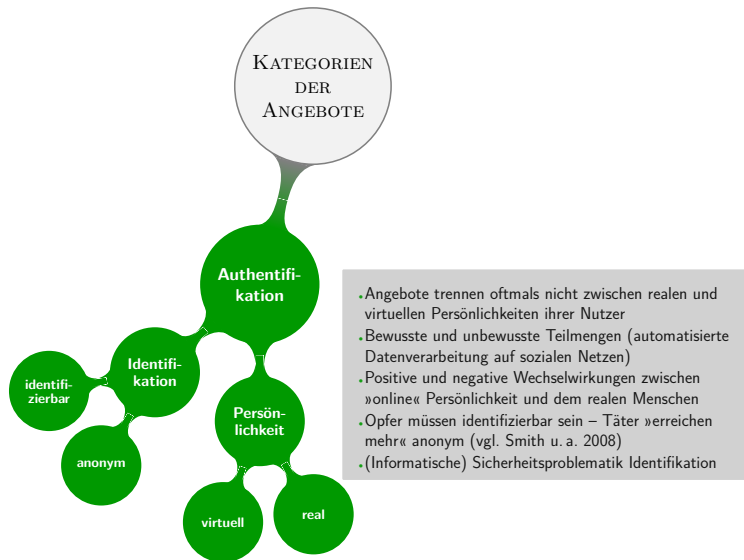 KATEGORIEN
DER
ANGEBOTE
Authentifi-
kation
Identifi-
kation
identifi-
zierbar
anonym
Persön-
lichkeit
virtuell
real
•Angebote trennen oftmals nicht zwischen realen und
virtuellen Persönlichkeiten ihrer Nutzer
•Bewusste und unbewusste Teilmengen (automatisierte
Datenverarbeitung auf sozialen Netzen)
•Positive und negative Wechselwirkungen zwischen
»online« Persönlichkeit und dem realen Menschen
•Opfer müssen identifizierbar sein – Täter »erreichen
mehr« anonym (vgl. Smith u. a. 2008)
•(Informatische) Sicherheitsproblematik Identifikation